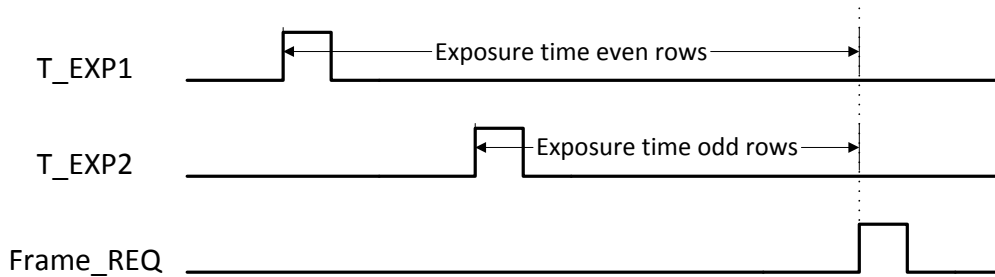 Exposure time even rows
T_EXP1
Exposure time odd rows
T_EXP2
Frame_REQ